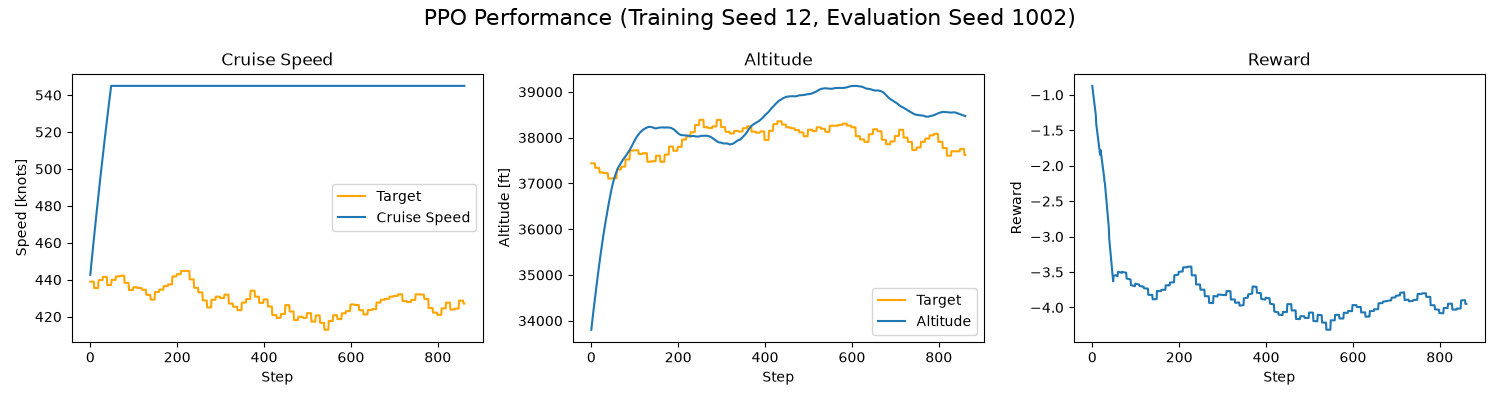 PPO Performance (Training Seed 12, Evaluation Seed 1002)
Cruise Speed
Speed [knots]
540
520
500
480
460
440
420
Target
Cruise Speed
0
200
400
600
800
Step
Altitude
Altitude [ft]
39000
38000
37000
36000
35000
34000
Target
Altitude
0
200
400
600
800
Step
Reward
Reward
−1.0
−1.5
−2.0
−2.5
−3.0
−3.5
−4.0
0
200
400
600
800
Step